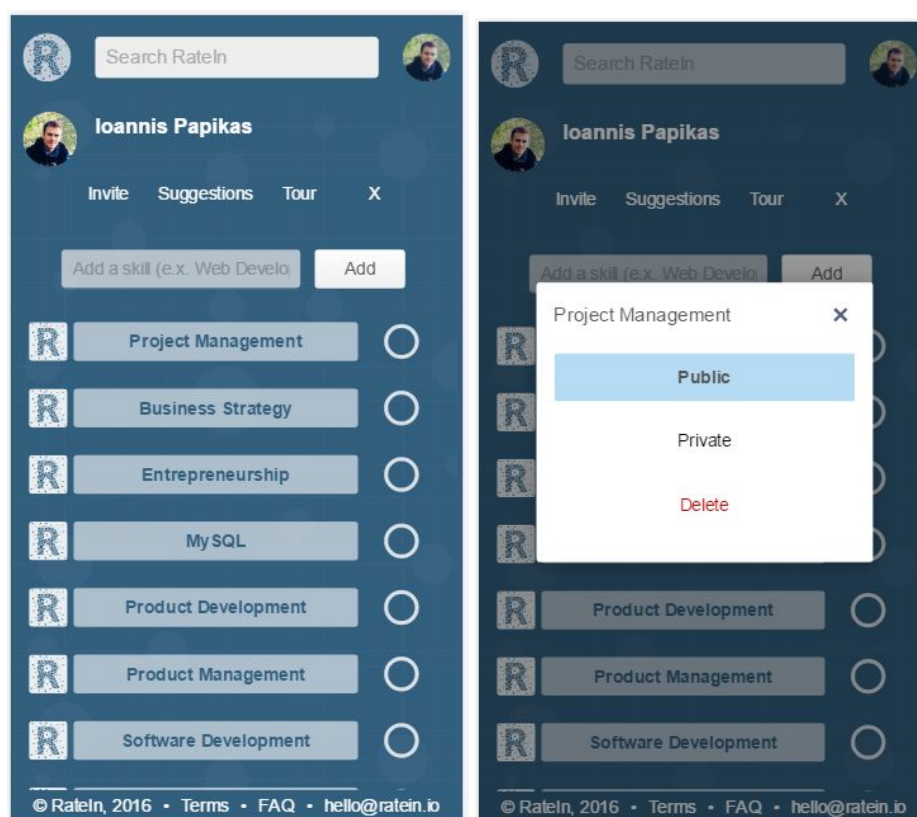 R Search RateIn
Ioannis Papikas
Invite Suggestions Tour X
Add a skill (e.x. Web Develo Add
R Project Management
R Business Strategy
R Entrepreneurship
R MySQL
R Product Development
R Product Management
R Software Development
© RateIn, 2016 • Terms • FAQ • hello@ratein.io
R Search RateIn
Ioannis Papikas
Invite Suggestions Tour X
Add a skill (e.x. Web Develo Add
Project Management ×
Public
Private
Delete
R
R
R
R
R Product Development
R Product Management
R Software Development
© RateIn, 2016 • Terms • FAQ • hello@ratein.io